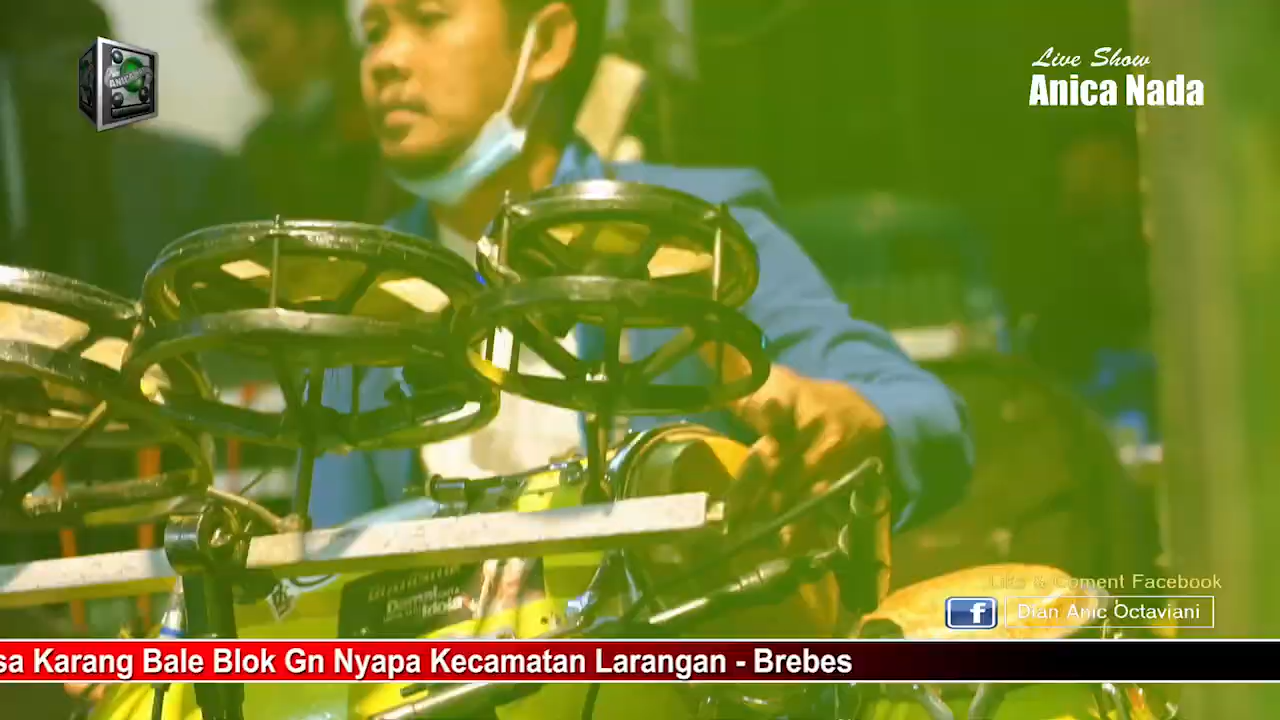 Live Show
Anica Nada
Like & Coment Facebook
f
Dian Anic Octaviani
sa Karang Bale Blok Gn Nyapa Kecamatan Larangan - Brebes